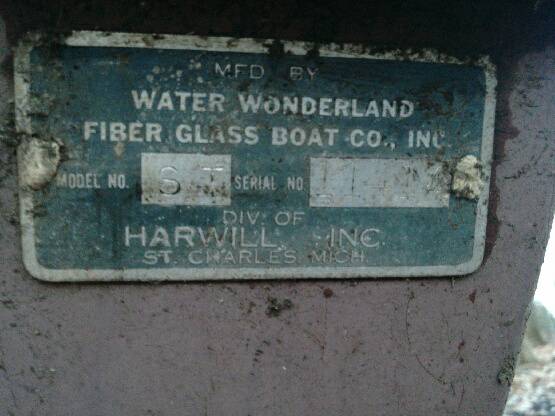 MFD BY
WATER WONDERLAND
FIBER GLASS BOAT CO., INC.
MODEL NO. SERIAL NO
DIV. OF
HARWILL, INC.
ST. CHARLES, MICH.